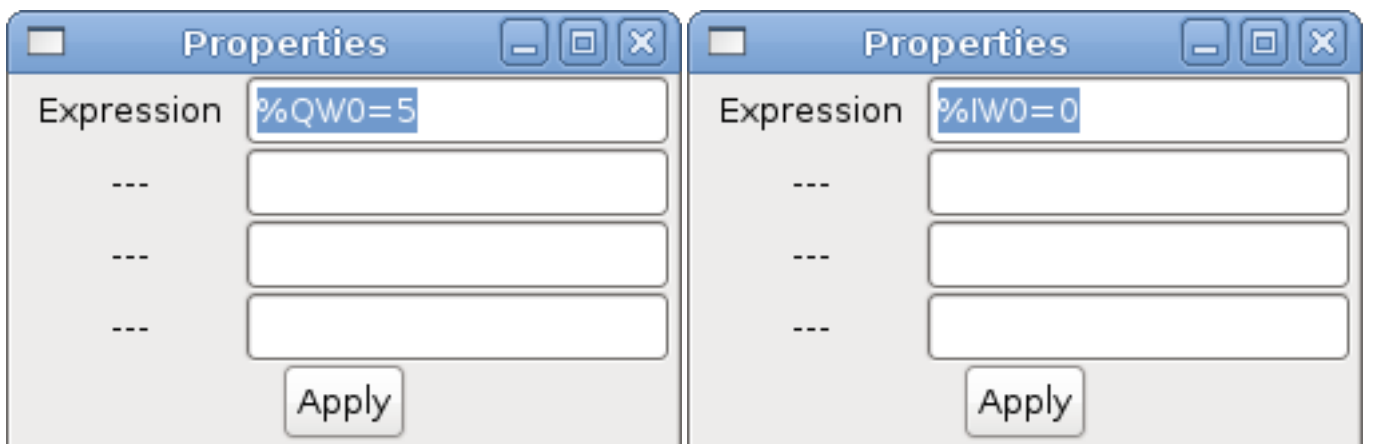 Properties
Expression %QW0=5
---
---
---
Apply
Properties
Expression %IW0=0
---
---
---
Apply